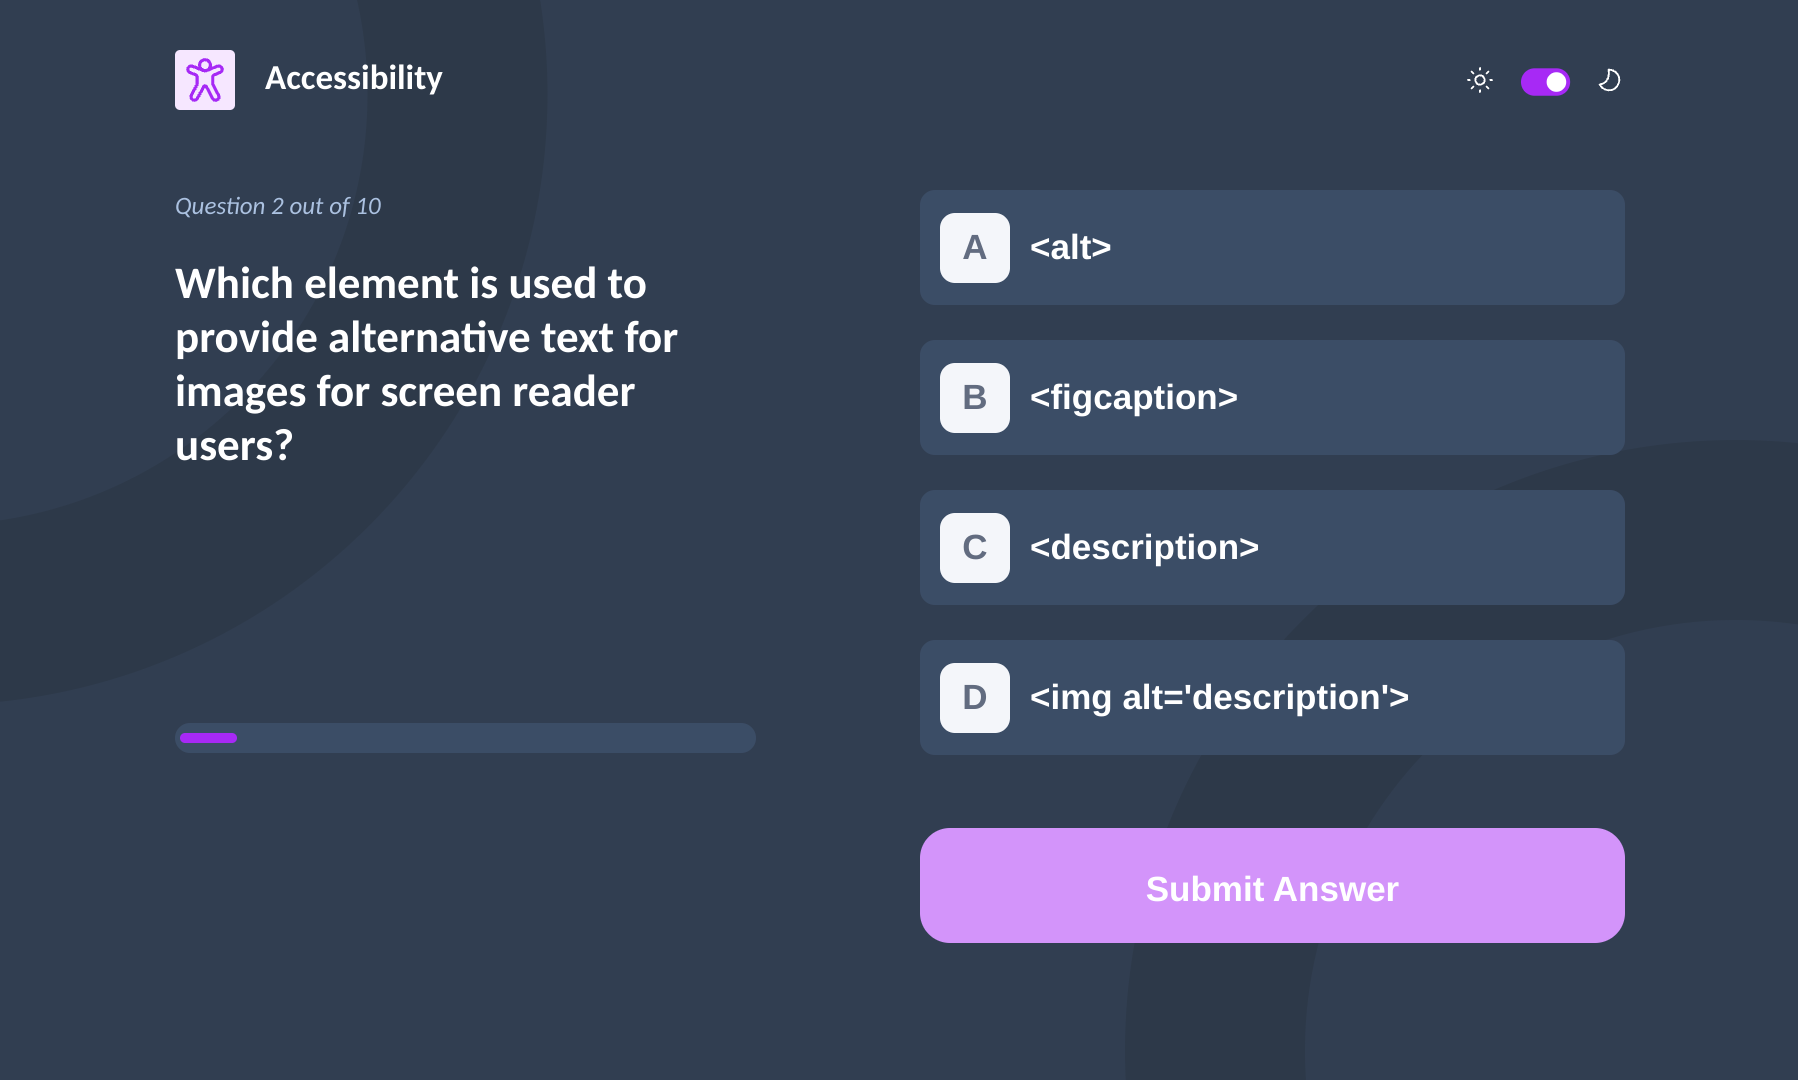 Accessibility
Question 2 out of 10
Which element is used to
provide alternative text for
images for screen reader
users?
A <alt>
B <figcaption>
C <description>
D <img alt='description'>
Submit Answer